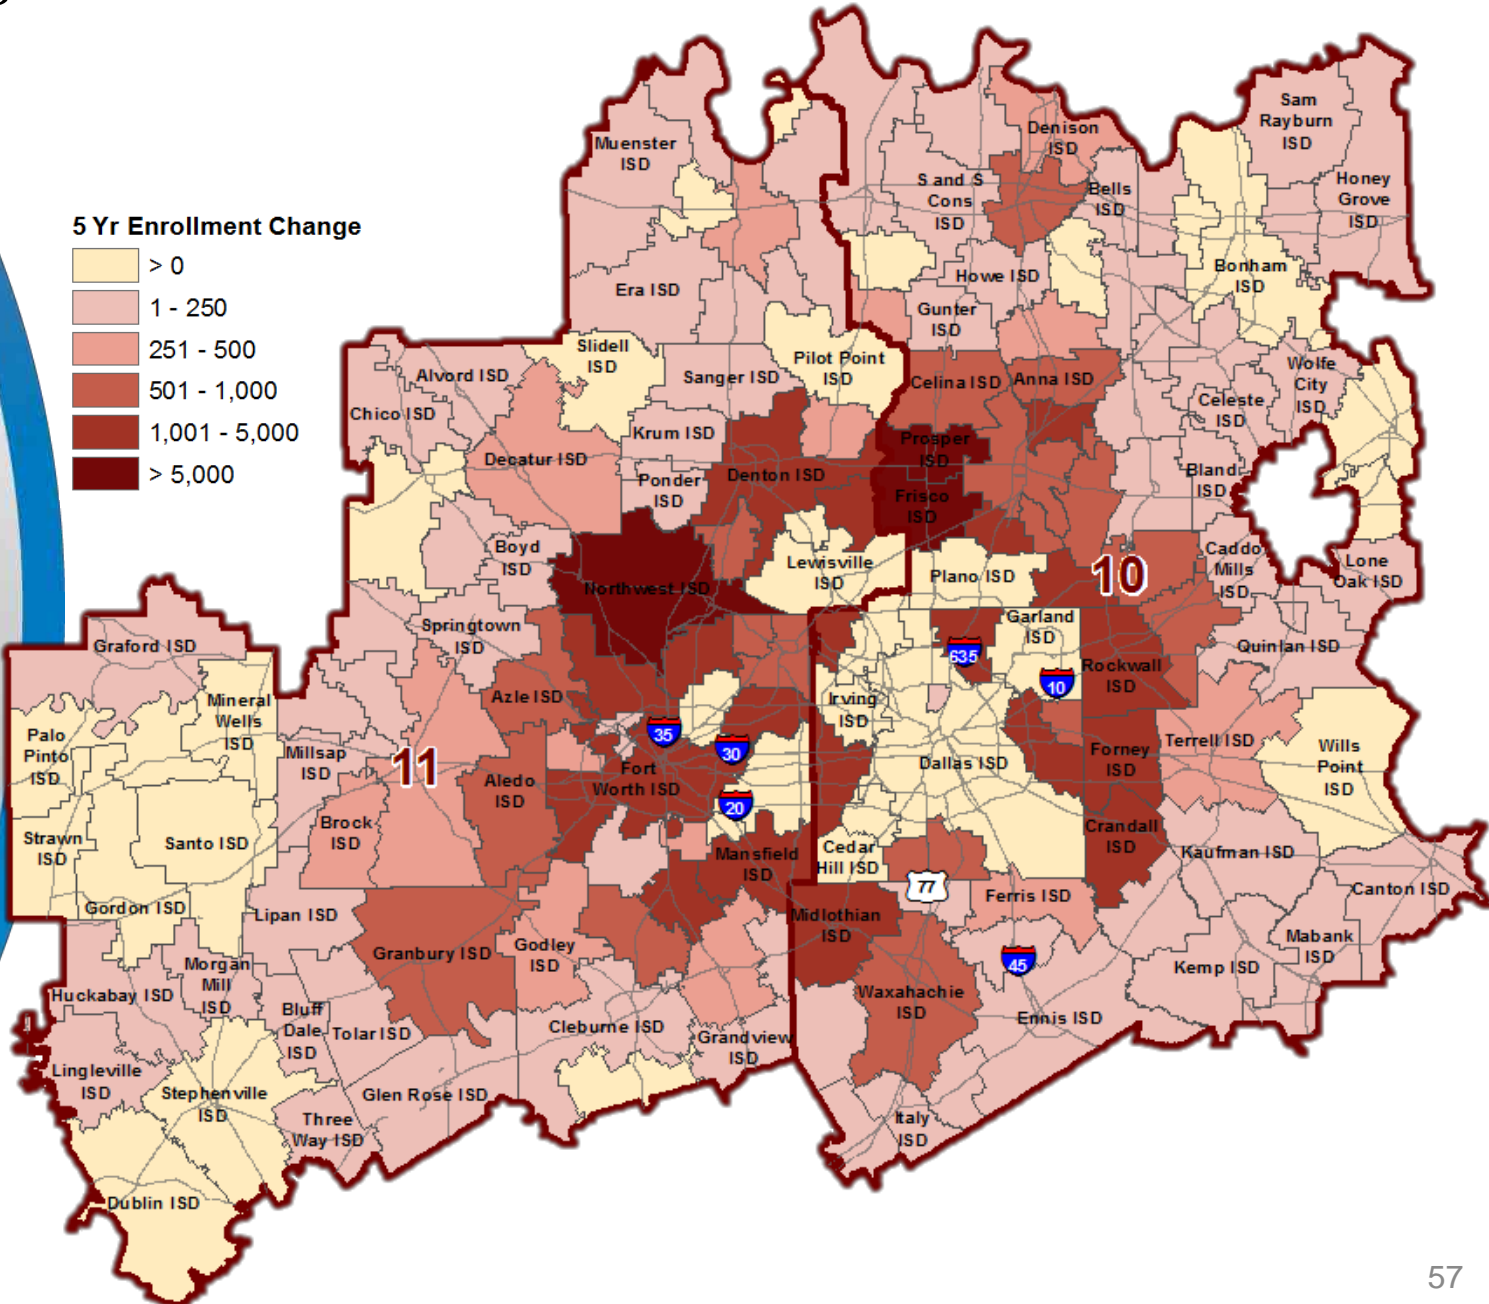 5 Yr Enrollment Change
> 0
1 - 250
251 - 500
501 - 1,000
1,001 - 5,000
> 5,000
Muenster
ISD
Era ISD
Slidell
ISD
Pilot Point
ISD
Sanger ISD
Alvord ISD
Chico ISD
Krum ISD
Decatur ISD
Ponder
ISD
Denton ISD
Boyd
ISD
Northwest ISD
Lewisville
ISD
Springtown
ISD
Graford ISD
Mineral
Wells
ISD
Azle ISD
Palo
Pinto
ISD
Millsap
ISD
11
Aledo
ISD
Fort
Worth ISD
35
30
20
Brock
ISD
Strawn
ISD
Santo ISD
Mansfield
ISD
Gordon ISD
Lipan ISD
Granbury ISD
Godley
ISD
Morgan
Mill
ISD
Huckabay ISD
Bluff
Dale
ISD
Tolar ISD
Cleburne ISD
Grandview
ISD
Lingleville
ISD
Stephenville
ISD
Glen Rose ISD
Three
Way ISD
Dublin ISD
Sam
Rayburn
ISD
Denison
ISD
S and S
Cons
ISD
Bells
ISD
Honey
Grove
ISD
Howe ISD
Bonham
ISD
Gunter
ISD
Celina ISD
Anna ISD
Wolfe
City
ISD
Celeste
ISD
Prosper
ISD
Bland
ISD
Frisco
ISD
Caddo
Mills
ISD
Lone
Oak ISD
Plano ISD
10
Garland
ISD
Quinlan ISD
635
10
Rockwall
ISD
Irving
ISD
Dallas ISD
Forney
ISD
Terrell ISD
Wills
Point
ISD
Cedar
Hill ISD
Crandall
ISD
Kaufman ISD
Canton ISD
77
Ferris ISD
Midlothian
ISD
45
Mabank
ISD
Kemp ISD
Waxahachie
ISD
Ennis ISD
Italy
ISD
57